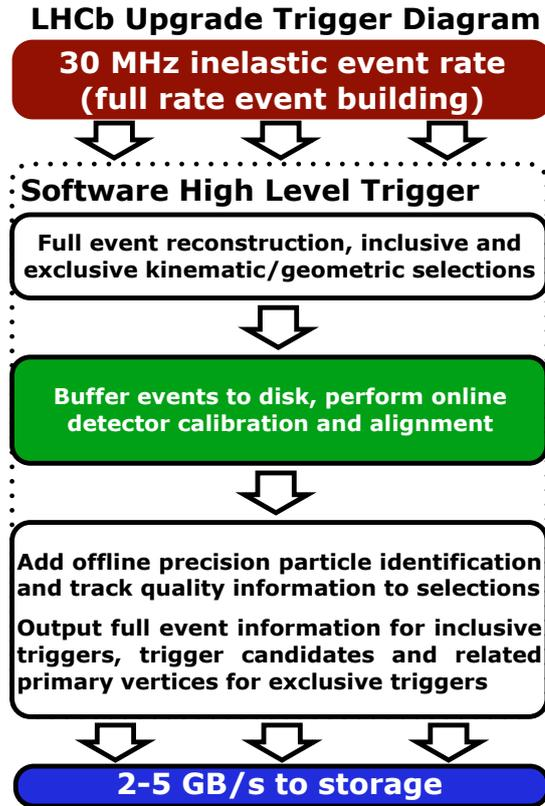 LHCb Upgrade Trigger Diagram
30 MHz inelastic event rate
(full rate event building)
Software High Level Trigger
Full event reconstruction, inclusive and
exclusive kinematic/geometric selections
Buffer events to disk, perform online
detector calibration and alignment
Add offline precision particle identification
and track quality information to selections
Output full event information for inclusive
triggers, trigger candidates and related
primary vertices for exclusive triggers
2-5 GB/s to storage